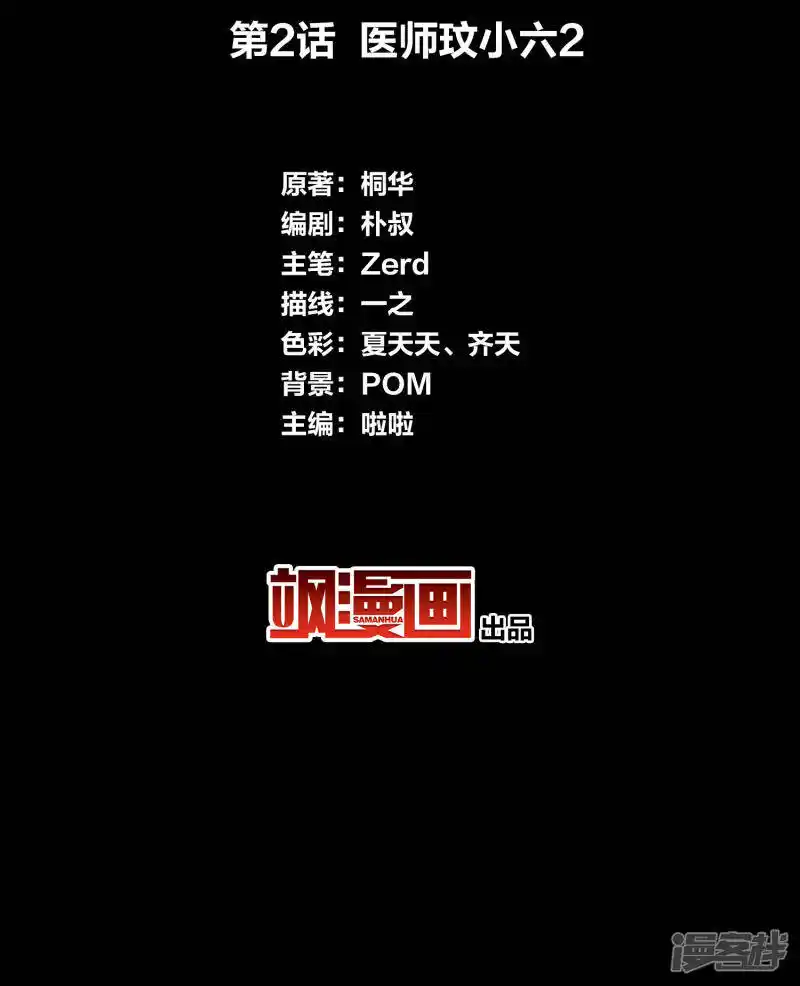 第2话 医师玟小六2
原著：桐华
编剧：朴叔
主笔：Zerd
描线：一之
色彩：夏天天、齐天
背景：POM
主编：啦啦
飒漫画 出品
SAMANHUA
漫客栈